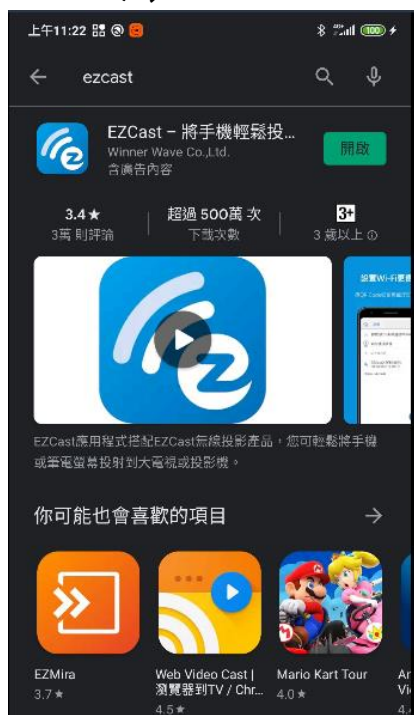 上午11:22
100
ezcast
EZCast – 將手機輕鬆投...
Winner Wave Co.,Ltd.
含廣告內容
開啟
3.4★
3萬 則評論
超過 500萬 次
下載次數
3+
3 歲以上
EZCast應用程式搭配EZCast無線投影產品，您可輕鬆將手機
或筆電螢幕投射到大電視或投影機。
你可能也會喜歡的項目
EZMira
3.7★
Web Video Cast |
瀏覽器到TV / Chr...
4.5★
Mario Kart Tour
4.0★